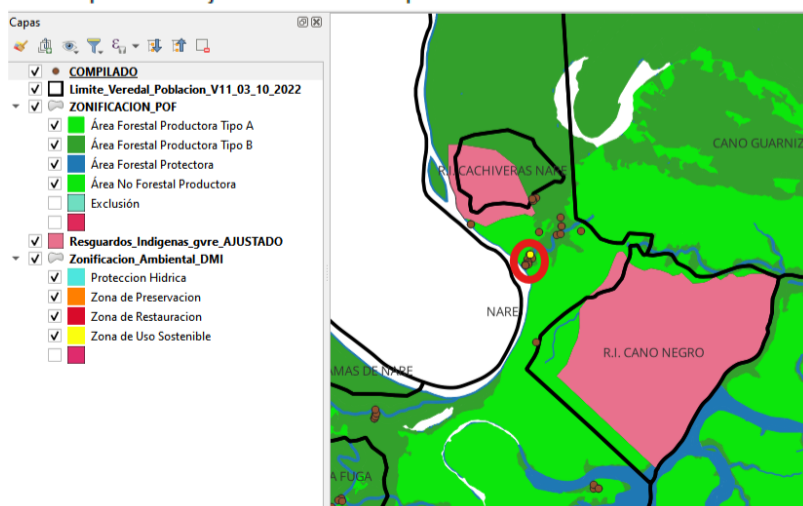 Capas
COMPILADO
Limite_Veredal_Poblacion_V11_03_10_2022
ZONIFICACION_POF
Área Forestal Productora Tipo A
Área Forestal Productora Tipo B
Área Forestal Protectora
Área No Forestal Productora
Exclusión
Resguardos_Indigenas_gvre_AJUSTADO
Zonificacion_Ambiental_DMI
Proteccion Hidrica
Zona de Preservacion
Zona de Restauracion
Zona de Uso Sostenible
CANO GUARNIZ
R.I. CACHIVERAS NARE
NARE
R.I. CANO NEGRO
AMAS DE NARE
A FUGA